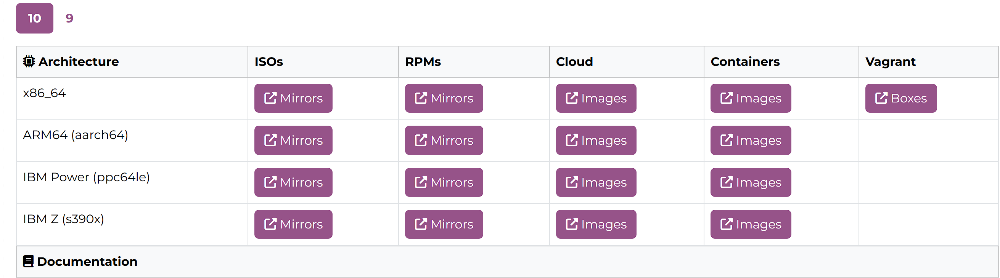 10 9
Architecture ISOs RPMs Cloud Containers Vagrant
x86_64 Mirrors Mirrors Images Images Boxes
ARM64 (aarch64) Mirrors Mirrors Images Images
IBM Power (ppc64le) Mirrors Mirrors Images Images
IBM Z (s390x) Mirrors Mirrors Images Images
Documentation